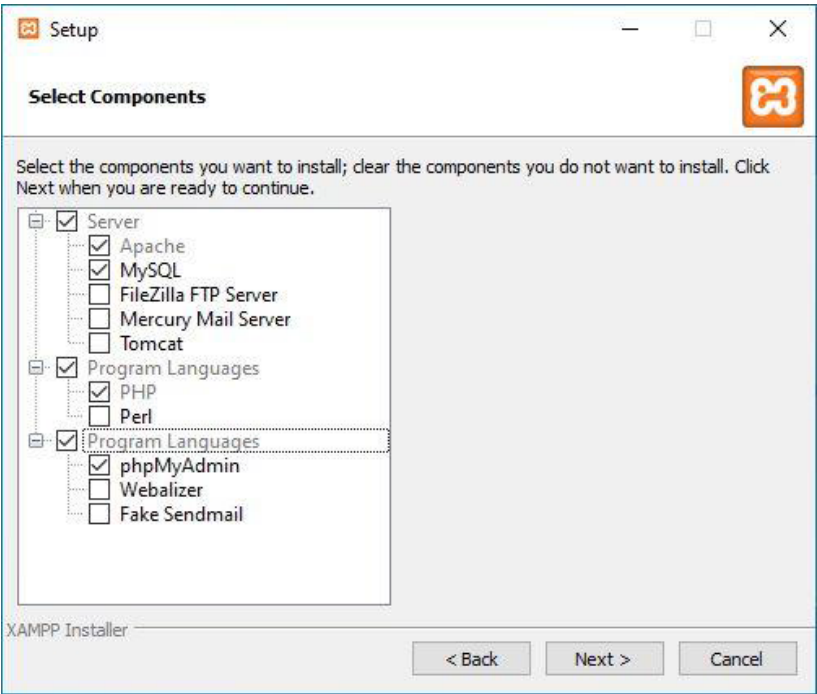 Setup
Select Components
Select the components you want to install; clear the components you do not want to install. Click
Next when you are ready to continue.
Server
Apache
MySQL
FileZilla FTP Server
Mercury Mail Server
Tomcat
Program Languages
PHP
Perl
Program Languages
phpMyAdmin
Webalizer
Fake Sendmail
XAMPP Installer
< Back
Next >
Cancel